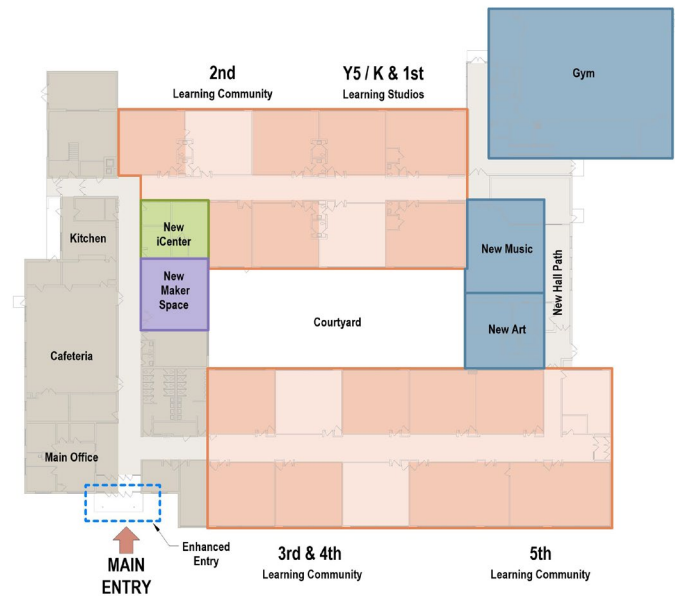 2nd
Learning Community
Y5 / K & 1st
Learning Studios
Gym
New
iCenter
Kitchen
New
Maker
Space
New Music
New Hall Path
Courtyard
New Art
Cafeteria
Main Office
Enhanced
Entry
MAIN
ENTRY
3rd & 4th
Learning Community
5th
Learning Community